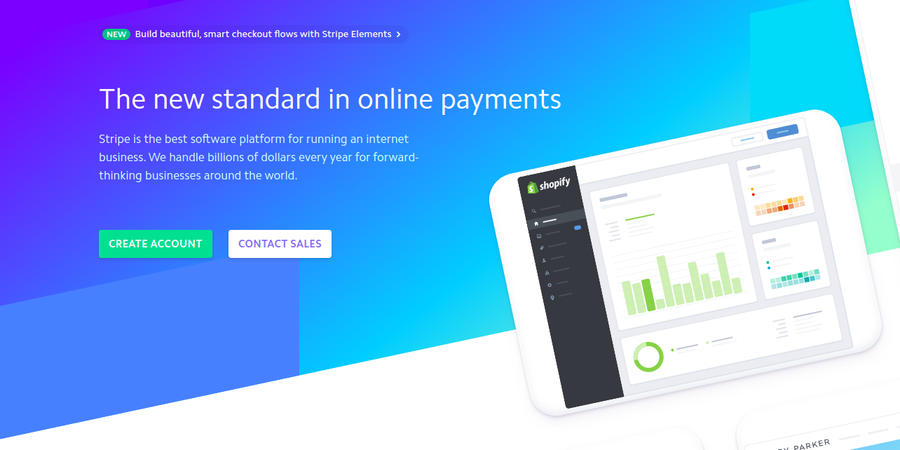 NEW Build beautiful, smart checkout flows with Stripe Elements
The new standard in online payments
Stripe is the best software platform for running an internet
business. We handle billions of dollars every year for forward-
thinking businesses around the world.
CREATE ACCOUNT CONTACT SALES
shopify
PARKER